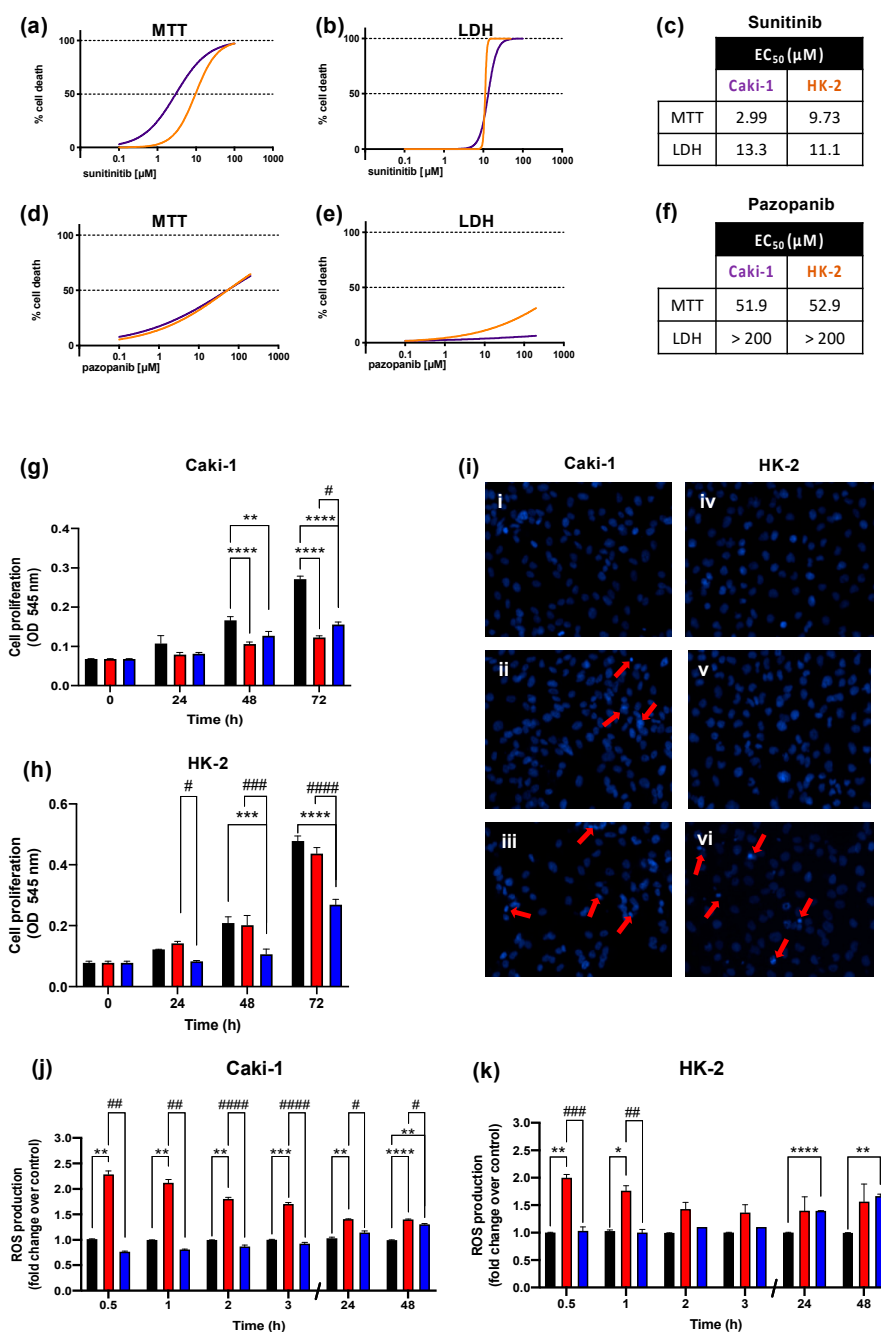 (a)
MTT
% cell death
100
50
0
0.1
1
10
100
1000
sunitinitib [µM]
(b)
LDH
% cell death
100
50
0
0.1
1
10
100
1000
sunitinitib [µM]
(c)
Sunitinib
EC50 (µM)
Caki-1 HK-2
MTT 2.99 9.73
LDH 13.3 11.1
(d)
MTT
% cell death
100
50
0
0.1
1
10
100
1000
pazopanib [µM]
(e)
LDH
% cell death
100
50
0
0.1
1
10
100
1000
pazopanib [µM]
(f)
Pazopanib
EC50 (µM)
Caki-1 HK-2
MTT 51.9 52.9
LDH > 200 > 200
(g)
Caki-1
Cell proliferation
(OD 545 nm)
0.4
0.3
0.2
0.1
0.0
**
****
#
****
****
0 24 48 72
Time (h)
(h)
HK-2
Cell proliferation
(OD 545 nm)
0.6
0.4
0.2
0.0
#
###
***
####
****
0 24 48 72
Time (h)
(i)
Caki-1
HK-2
i
iv
ii
v
iii
vi
(j)
Caki-1
ROS production
(fold change over control)
3.0
2.5
2.0
1.5
1.0
0.5
0.0
## ## #### #### # #
** ** ** *** ** ** ****
0.5 1 2 3 24 48
Time (h)
(k)
HK-2
ROS production
(fold change over control)
3.0
2.5
2.0
1.5
1.0
0.5
0.0
### ##
** * **** **
0.5 1 2 3 24 48
Time (h)